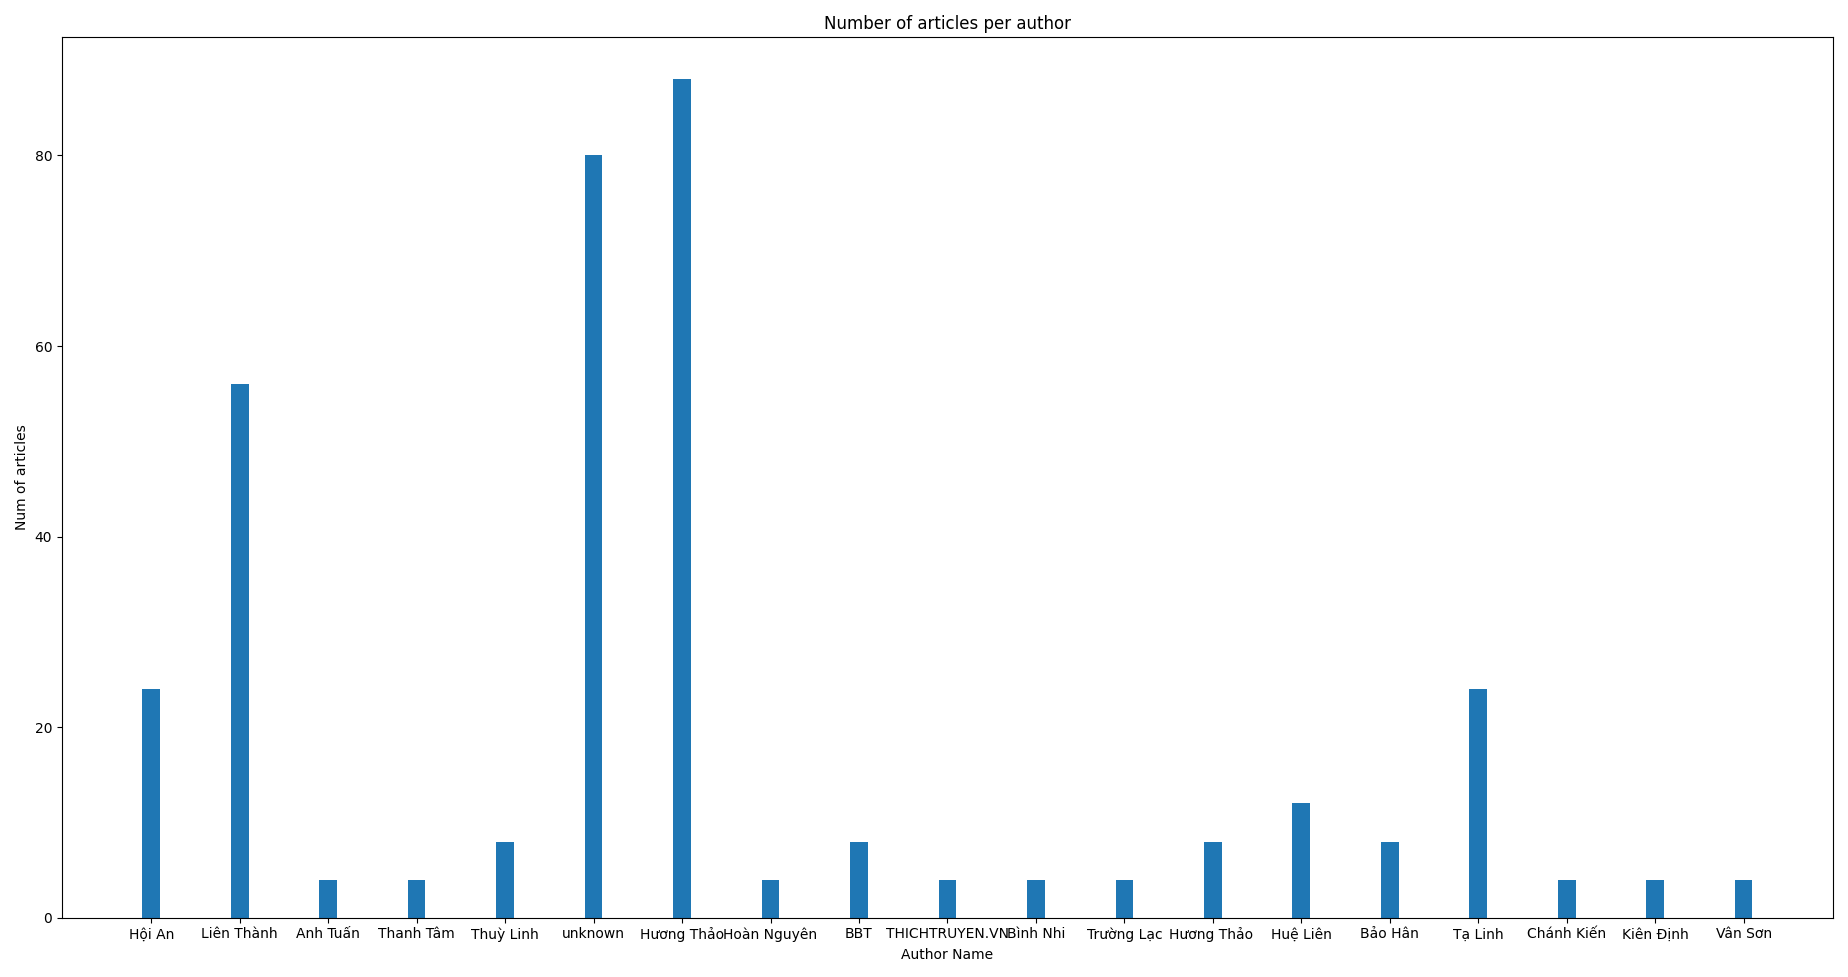 Number of articles per author
Num of articles
80
60
40
20
0
Hội An Liên Thành Anh Tuấn Thanh Tâm Thuỳ Linh unknown Hương Thảo Hoàn Nguyên BBT THICHTRUYEN.VN Bình Nhi Trường Lạc Hương Thảo Huệ Liên Bảo Hân Tạ Linh Chánh Kiến Kiên Định Vân Sơn
Author Name